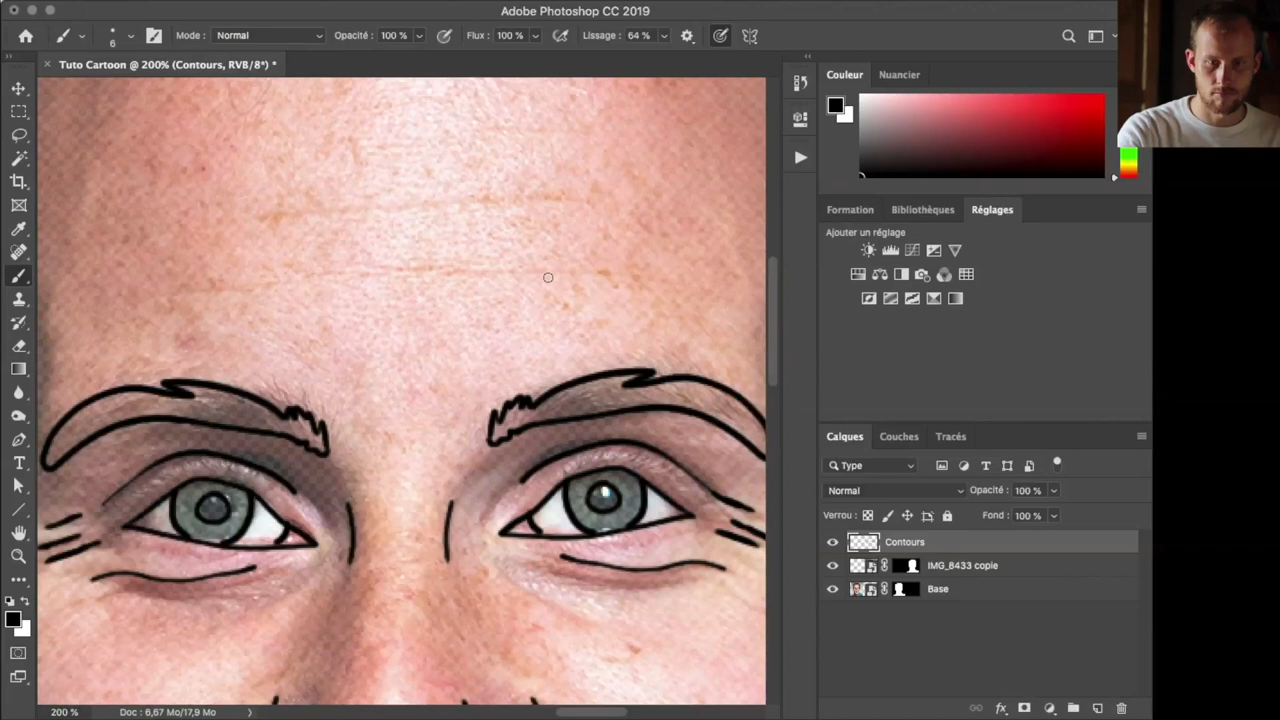 Adobe Photoshop CC 2019
6 Mode : Normal Opacité : 100 % Flux : 100 % Lissage : 64 %
Tuto Cartoon @ 200% (Contours, RVB/8*) *
Couleur Nuancier
Formation Bibliothèques Réglages
Ajouter un réglage
Calques Couches Tracés
Type
Normal Opacité : 100 %
Verrou : Fond : 100 %
Contours
IMG_8433 copie
Base
200 % Doc : 6,67 Mo/17,9 Mo